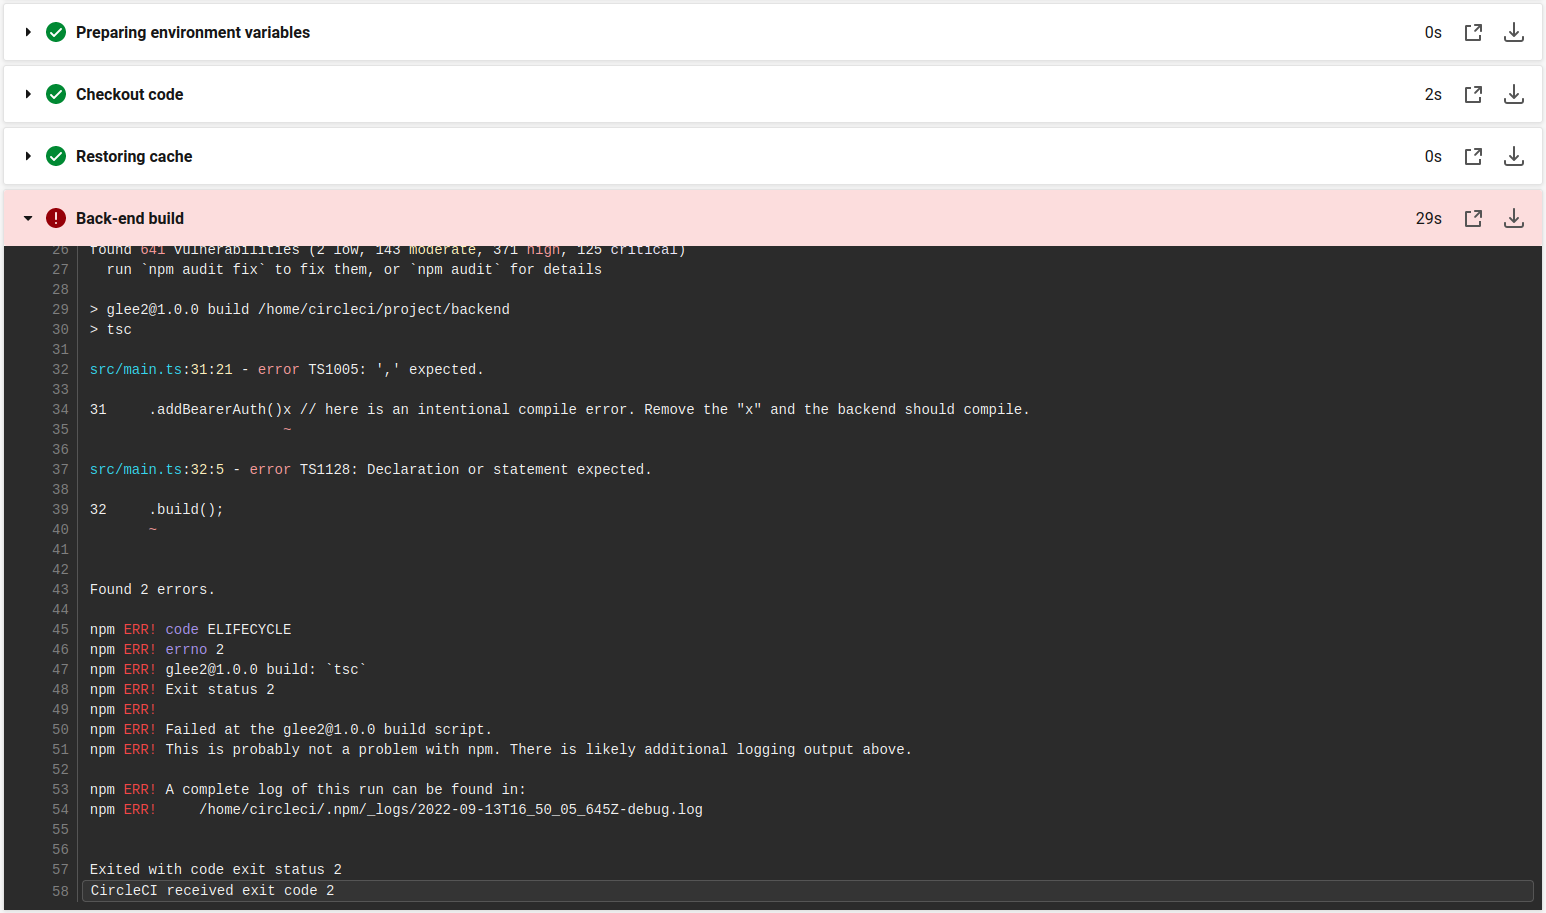 Preparing environment variables 0s
Checkout code 2s
Restoring cache 0s
Back-end build 29s
26 found 641 vulnerabilities (2 low, 143 moderate, 371 high, 125 critical)
27   run `npm audit fix` to fix them, or `npm audit` for details
28
29 > glee2@1.0.0 build /home/circleci/project/backend
30 > tsc
31
32 src/main.ts:31:21 - error TS1005: ',' expected.
33
34 31     .addBearerAuth()x // here is an intentional compile error. Remove the "x" and the backend should compile.
35                        ~
36
37 src/main.ts:32:5 - error TS1128: Declaration or statement expected.
38
39 32     .build();
40        ~
41
42
43 Found 2 errors.
44
45 npm ERR! code ELIFECYCLE
46 npm ERR! errno 2
47 npm ERR! glee2@1.0.0 build: `tsc`
48 npm ERR! Exit status 2
49 npm ERR!
50 npm ERR! Failed at the glee2@1.0.0 build script.
51 npm ERR! This is probably not a problem with npm. There is likely additional logging output above.
52
53 npm ERR! A complete log of this run can be found in:
54 npm ERR!     /home/circleci/.npm/_logs/2022-09-13T16_50_05_645Z-debug.log
55
56
57 Exited with code exit status 2
58 CircleCI received exit code 2